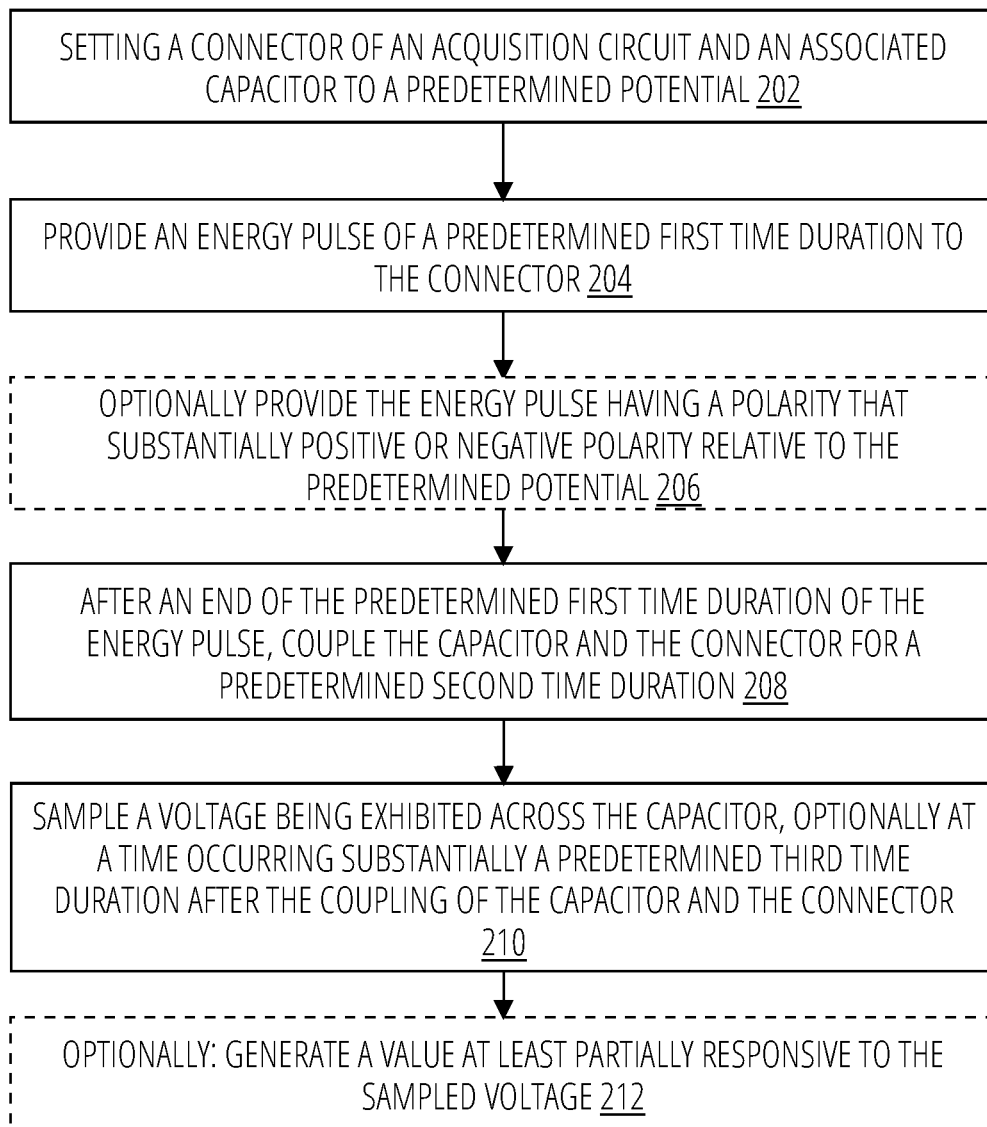 SETTING A CONNECTOR OF AN ACQUISITION CIRCUIT AND AN ASSOCIATED
CAPACITOR TO A PREDETERMINED POTENTIAL 202
PROVIDE AN ENERGY PULSE OF A PREDETERMINED FIRST TIME DURATION TO
THE CONNECTOR 204
OPTIONALLY PROVIDE THE ENERGY PULSE HAVING A POLARITY THAT
SUBSTANTIALLY POSITIVE OR NEGATIVE POLARITY RELATIVE TO THE
PREDETERMINED POTENTIAL 206
AFTER AN END OF THE PREDETERMINED FIRST TIME DURATION OF THE
ENERGY PULSE, COUPLE THE CAPACITOR AND THE CONNECTOR FOR A
PREDETERMINED SECOND TIME DURATION 208
SAMPLE A VOLTAGE BEING EXHIBITED ACROSS THE CAPACITOR, OPTIONALLY AT
A TIME OCCURRING SUBSTANTIALLY A PREDETERMINED THIRD TIME
DURATION AFTER THE COUPLING OF THE CAPACITOR AND THE CONNECTOR
210
OPTIONALLY: GENERATE A VALUE AT LEAST PARTIALLY RESPONSIVE TO THE
SAMPLED VOLTAGE 212